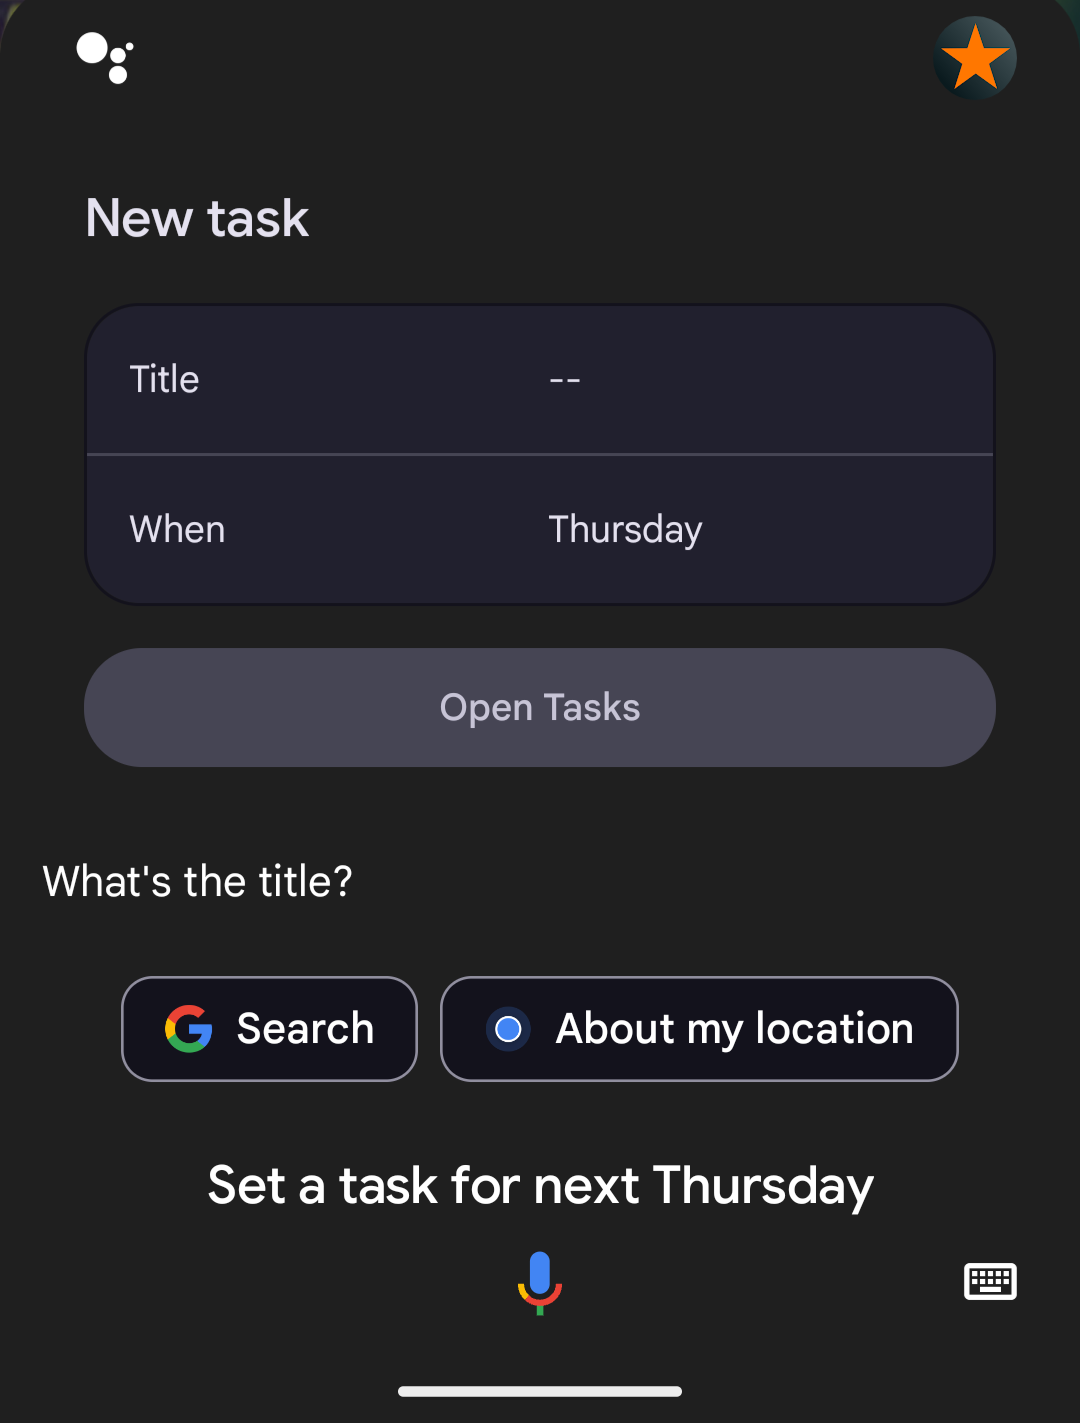 New task
Title --
When Thursday
Open Tasks
What's the title?
Search About my location
Set a task for next Thursday